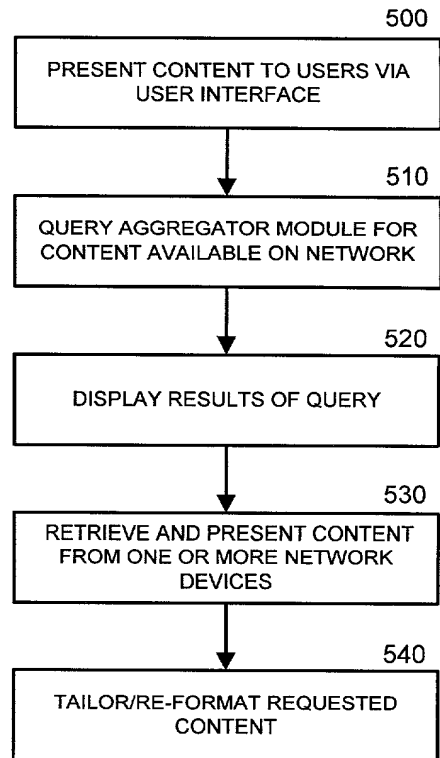 500
PRESENT CONTENT TO USERS VIA
USER INTERFACE
510
QUERY AGGREGATOR MODULE FOR
CONTENT AVAILABLE ON NETWORK
520
DISPLAY RESULTS OF QUERY
530
RETRIEVE AND PRESENT CONTENT
FROM ONE OR MORE NETWORK
DEVICES
540
TAILOR/RE-FORMAT REQUESTED
CONTENT